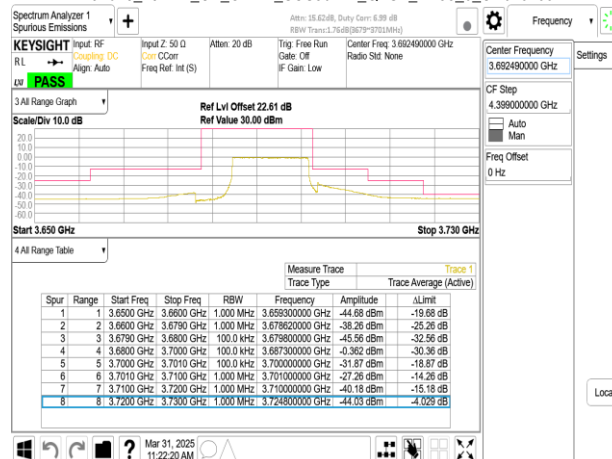 Spectrum Analyzer 1
Spurious Emissions
Attn: 15.62dB, Duty Corr: 6.99 dB
RBW Trans:1.76dB(3679*3701MHz)
Frequency
KEYSIGHT Input: RF Input Z: 50 Ω Atten: 20 dB Trig: Free Run Center Freq: 3.692490000 GHz
RL Coupling: DC Corr CCorr Gate: Off Radio Std: None
Align: Auto Freq Ref: Int (S) IF Gain: Low
LXI PASS
Center Frequency
3.692490000 GHz
Settings
CF Step
4.399000000 GHz
Auto
Man
Freq Offset
0 Hz
3 All Range Graph
Ref Lvl Offset 22.61 dB
Scale/Div 10.0 dB Ref Value 30.00 dBm
20.0
10.0
0.00
-10.0
-20.0
-30.0
-40.0
-50.0
-60.0
Start 3.650 GHz Stop 3.730 GHz
4 All Range Table
Measure Trace Trace 1
Trace Type Trace Average (Active)
Spur Range Start Freq Stop Freq RBW Frequency Amplitude ΔLimit
1 1 3.6500 GHz 3.6600 GHz 1.000 MHz 3.659300000 GHz -44.68 dBm -19.68 dB
2 2 3.6600 GHz 3.6790 GHz 1.000 MHz 3.678620000 GHz -38.26 dBm -25.26 dB
3 3 3.6790 GHz 3.6800 GHz 100.0 kHz 3.679800000 GHz -45.56 dBm -32.56 dB
4 4 3.6800 GHz 3.7000 GHz 100.0 kHz 3.687300000 GHz -0.362 dBm -30.36 dB
5 5 3.7000 GHz 3.7010 GHz 100.0 kHz 3.700000000 GHz -31.87 dBm -18.87 dB
6 6 3.7010 GHz 3.7100 GHz 1.000 MHz 3.701000000 GHz -27.26 dBm -14.26 dB
7 7 3.7100 GHz 3.7200 GHz 1.000 MHz 3.710000000 GHz -40.18 dBm -15.18 dB
8 8 3.7200 GHz 3.7300 GHz 1.000 MHz 3.724800000 GHz -44.03 dBm -4.029 dB
Mar 31, 2025
11:22:20 AM